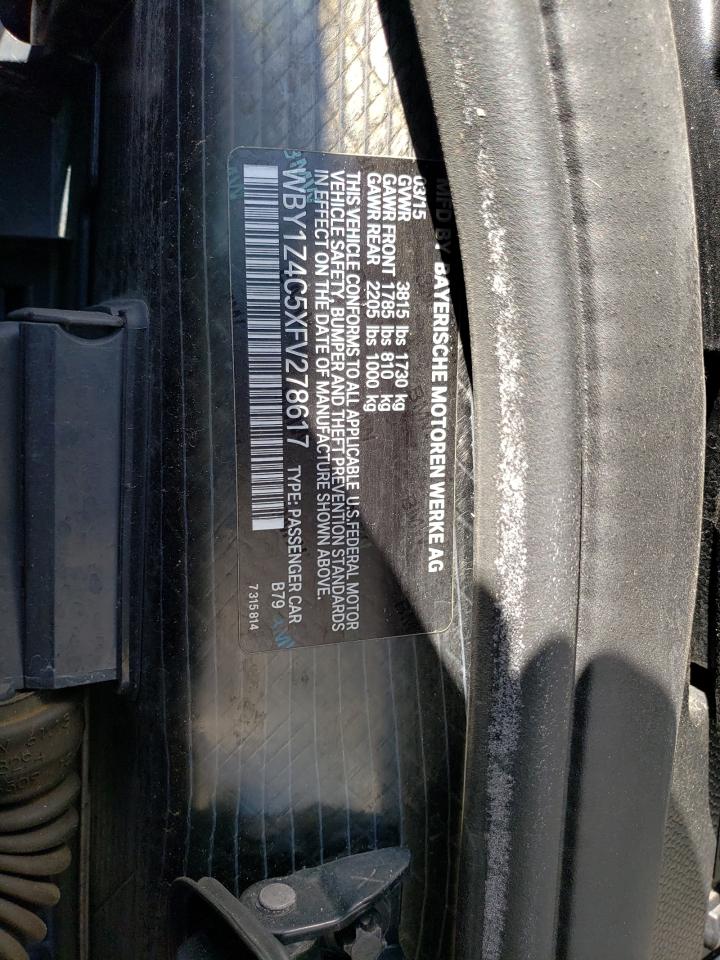 MFD BY BAYERISCHE MOTOREN WERKE AG
03/15
GVWR 3815 lbs 1730 kg
GAWR FRONT 1785 lbs 810 kg
GAWR REAR 2205 lbs 1000 kg
THIS VEHICLE CONFORMS TO ALL APPLICABLE U.S.FEDERAL MOTOR
VEHICLE SAFETY, BUMPER AND THEFT PREVENTION STANDARDS
IN EFFECT ON THE DATE OF MANUFACTURE SHOWN ABOVE.
WBY1Z4C5XFV278617 TYPE: PASSENGER CAR
B79
7 315 814